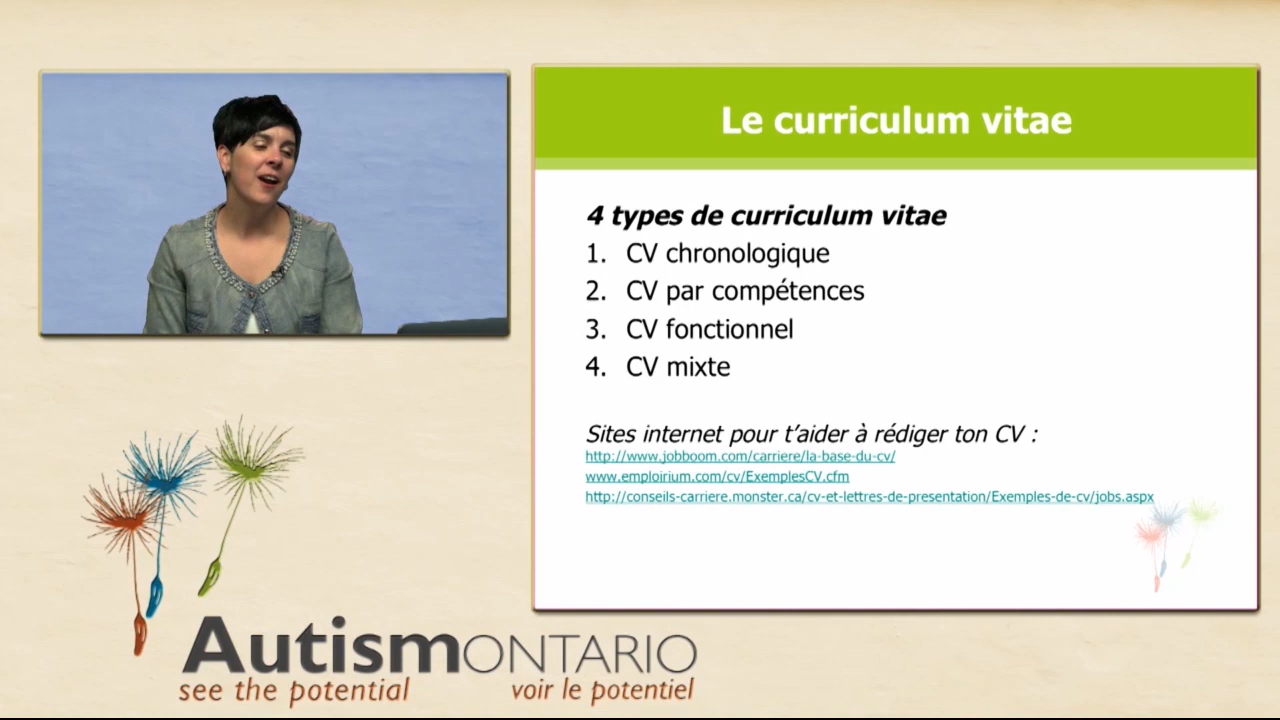 Le curriculum vitae
4 types de curriculum vitae
1. CV chronologique
2. CV par compétences
3. CV fonctionnel
4. CV mixte
Sites internet pour t'aider à rédiger ton CV :
http://www.jobboom.com/carriere/la-base-du-cv/
www.emploirium.com/cv/ExemplesCV.cfm
http://conseils-carriere.monster.ca/cv-et-lettres-de-presentation/Exemples-de-cv/jobs.aspx
AutismONTARIO
see the potential voir le potentiel